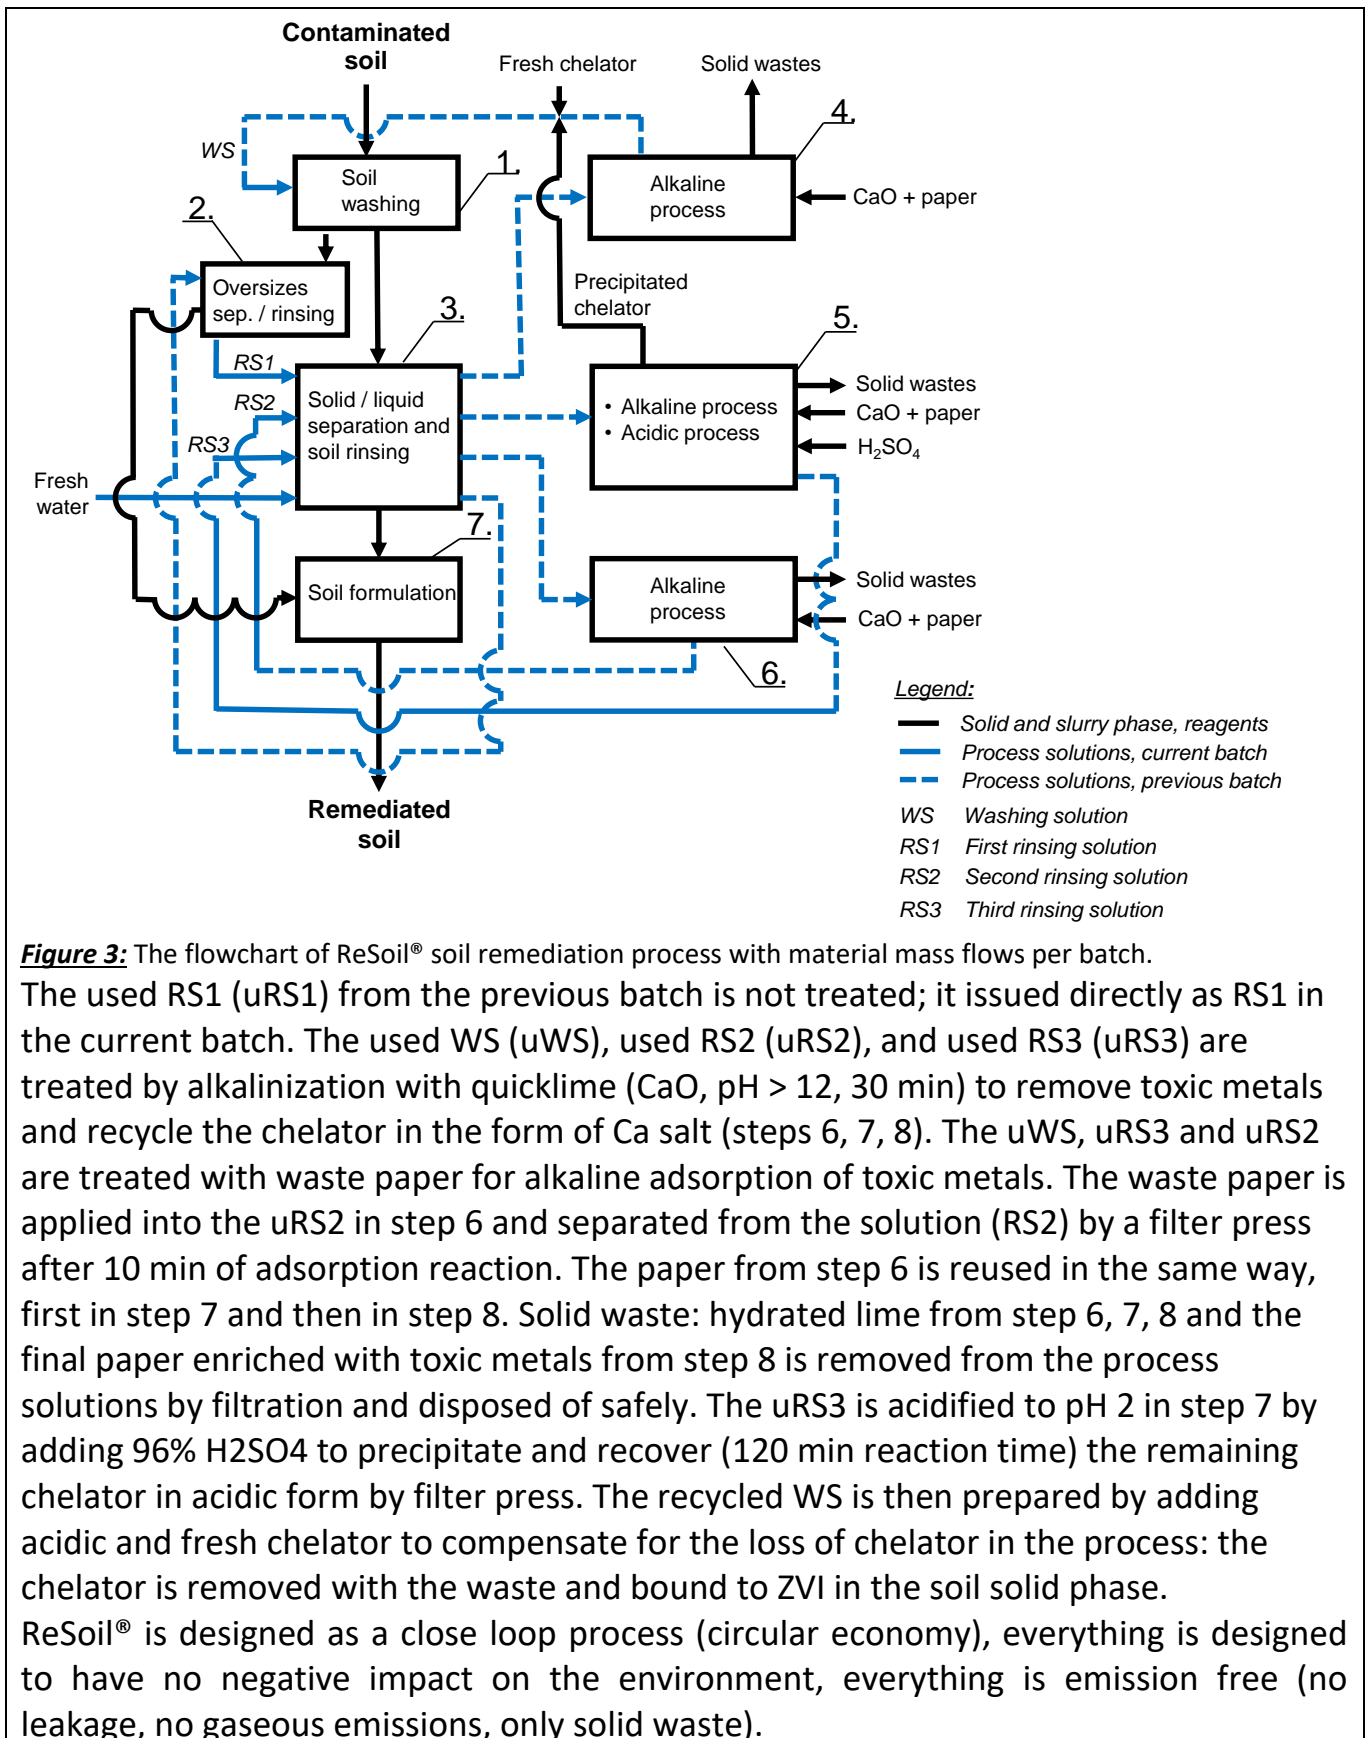 Contaminated
soil
Fresh chelator
Solid wastes
4.
WS
1.
Soil
washing
Alkaline
process
CaO + paper
2.
Oversizes
sep. / rinsing
Precipitated
chelator
3.
5.
RS1
RS2
RS3
Solid / liquid
separation and
soil rinsing
• Alkaline process
• Acidic process
Solid wastes
CaO + paper
H₂SO₄
Fresh
water
7.
Soil formulation
Alkaline
process
Solid wastes
CaO + paper
6.
Legend:
Solid and slurry phase, reagents
Process solutions, current batch
Process solutions, previous batch
WS Washing solution
RS1 First rinsing solution
RS2 Second rinsing solution
RS3 Third rinsing solution
Remediated
soil
Figure 3: The flowchart of ReSoil® soil remediation process with material mass flows per batch.
The used RS1 (uRS1) from the previous batch is not treated; it issued directly as RS1 in
the current batch. The used WS (uWS), used RS2 (uRS2), and used RS3 (uRS3) are
treated by alkalinization with quicklime (CaO, pH > 12, 30 min) to remove toxic metals
and recycle the chelator in the form of Ca salt (steps 6, 7, 8). The uWS, uRS3 and uRS2
are treated with waste paper for alkaline adsorption of toxic metals. The waste paper is
applied into the uRS2 in step 6 and separated from the solution (RS2) by a filter press
after 10 min of adsorption reaction. The paper from step 6 is reused in the same way,
first in step 7 and then in step 8. Solid waste: hydrated lime from step 6, 7, 8 and the
final paper enriched with toxic metals from step 8 is removed from the process
solutions by filtration and disposed of safely. The uRS3 is acidified to pH 2 in step 7 by
adding 96% H2SO4 to precipitate and recover (120 min reaction time) the remaining
chelator in acidic form by filter press. The recycled WS is then prepared by adding
acidic and fresh chelator to compensate for the loss of chelator in the process: the
chelator is removed with the waste and bound to ZVI in the soil solid phase.
ReSoil® is designed as a close loop process (circular economy), everything is designed
to have no negative impact on the environment, everything is emission free (no
leakage, no gaseous emissions, only solid waste).